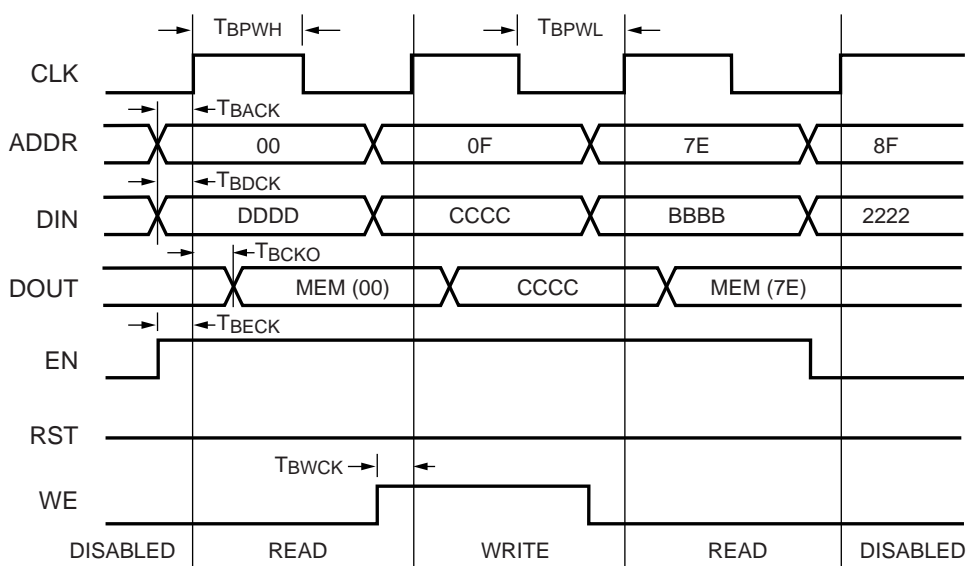 TBPWH TBPWL
CLK
TBACK
ADDR 00 0F 7E 8F
TBDCK
DIN DDDD CCCC BBBB 2222
TBCKO
DOUT MEM (00) CCCC MEM (7E)
TBECK
EN
RST
TBWCK
WE
DISABLED READ WRITE READ DISABLED